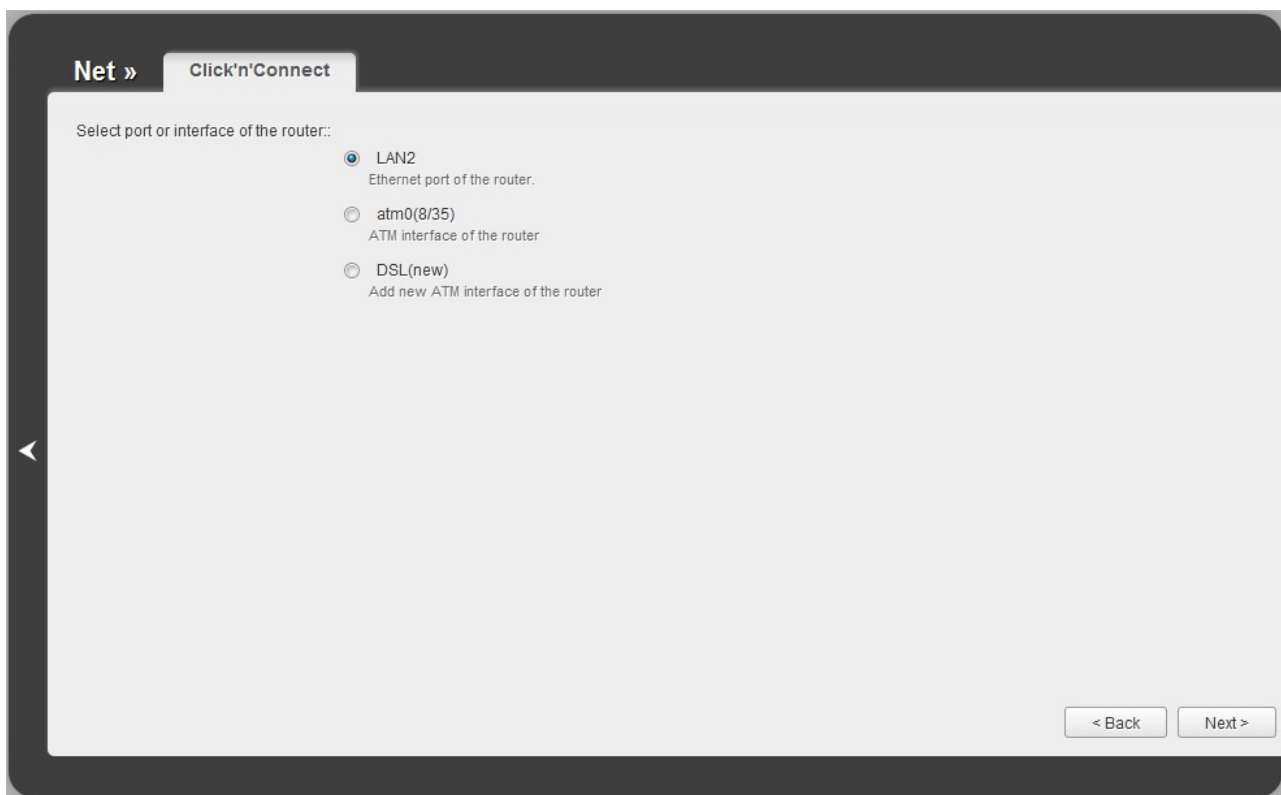 Net » Click'n'Connect
Select port or interface of the router::
LAN2
Ethernet port of the router.
atm0(8/35)
ATM interface of the router
DSL(new)
Add new ATM interface of the router
< Back Next >